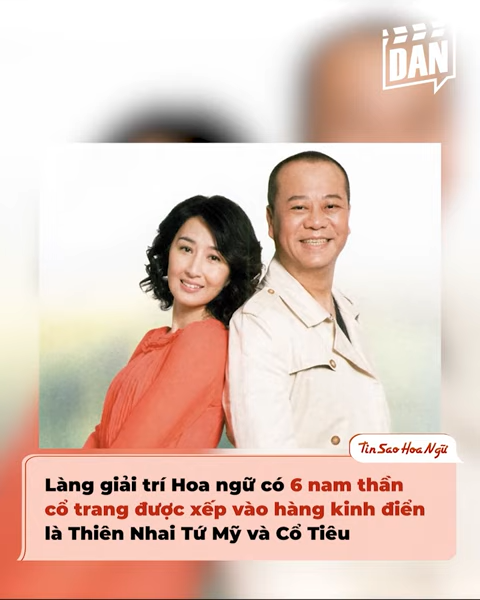 DAN
Tin Sao Hoa Ngữ
Làng giải trí Hoa ngữ có 6 nam thần
cổ trang được xếp vào hàng kinh điển
là Thiên Nhai Tứ Mỹ và Cổ Tiêu